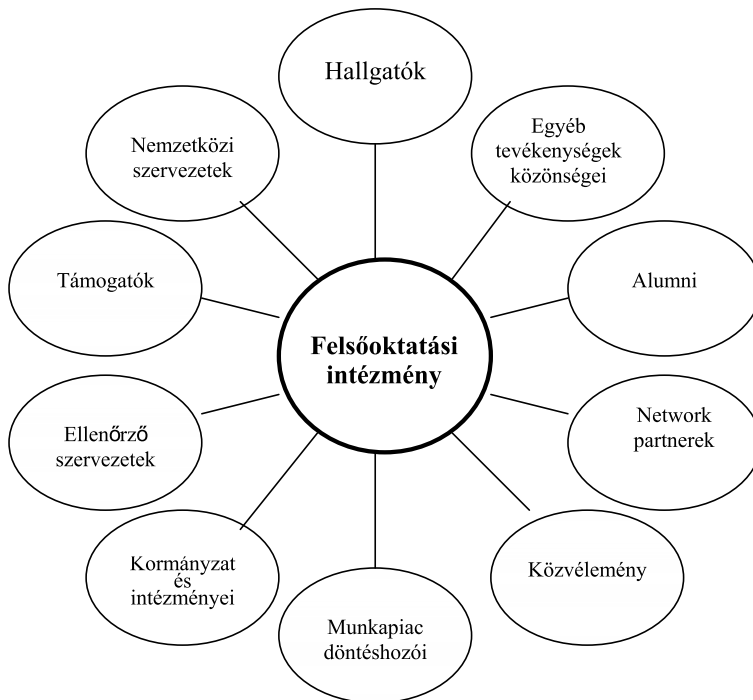 Hallgatók
Egyéb
tevékenységek
közönségei
Nemzetközi
szervezetek
Támogatók
Alumni
Felsőoktatási
intézmény
Ellenőrző
szervezetek
Network
partnerek
Kormányzat
és
intézményei
Közvélemény
Munkapiac
döntéshozói